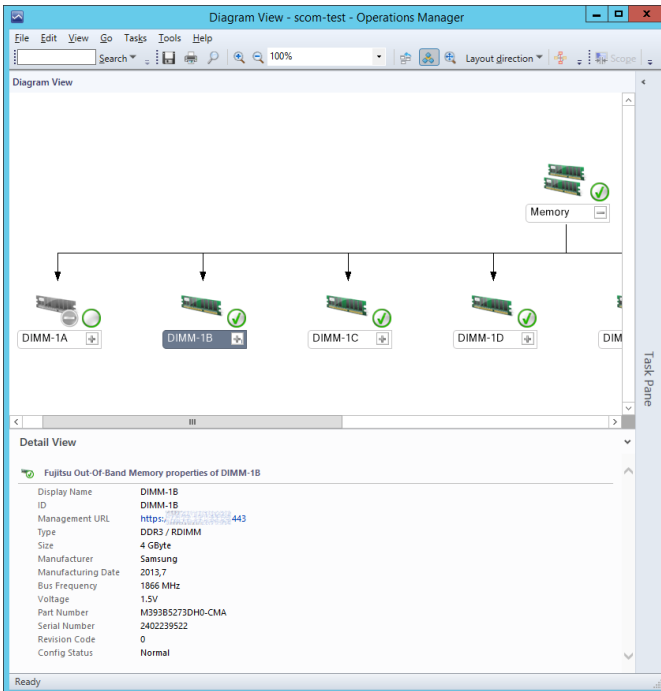 Diagram View - scom-test - Operations Manager
File Edit View Go Tasks Tools Help
Search 100% Layout direction Scope
Diagram View
Memory
DIMM-1A DIMM-1B DIMM-1C DIMM-1D DIM
Task Pane
Detail View
Fujitsu Out-Of-Band Memory properties of DIMM-1B
Display Name DIMM-1B
ID DIMM-1B
Management URL https:/ 443
Type DDR3 / RDIMM
Size 4 GByte
Manufacturer Samsung
Manufacturing Date 2013,7
Bus Frequency 1866 MHz
Voltage 1.5V
Part Number M393B5273DH0-CMA
Serial Number 2402239522
Revision Code 0
Config Status Normal
Ready